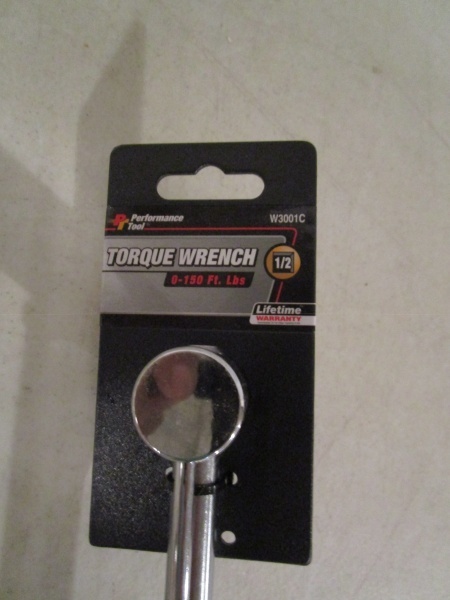 Performance W3001C
Tool
TORQUE WRENCH 1/2
0-150 Ft. Lbs
Lifetime
WARRANTY